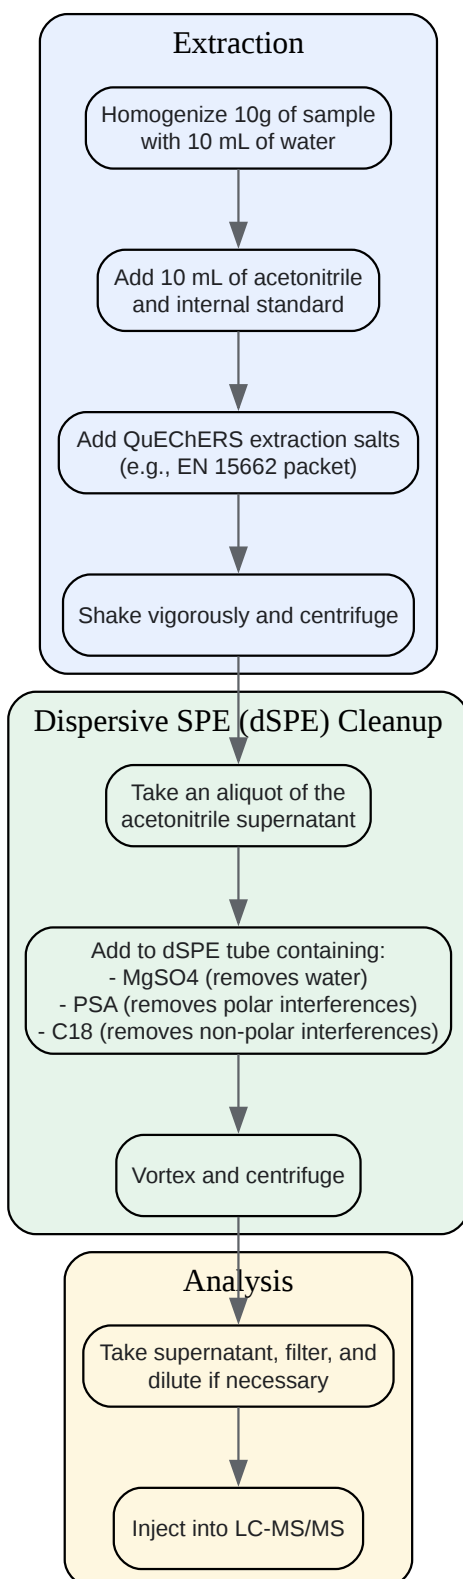 Extraction
Homogenize 10g of sample
with 10 mL of water
Add 10 mL of acetonitrile
and internal standard
Add QuEChERS extraction salts
(e.g., EN 15662 packet)
Shake vigorously and centrifuge
Dispersive SPE (dSPE) Cleanup
Take an aliquot of the
acetonitrile supernatant
Add to dSPE tube containing:
- MgSO4 (removes water)
- PSA (removes polar interferences)
- C18 (removes non-polar interferences)
Vortex and centrifuge
Analysis
Take supernatant, filter, and
dilute if necessary
Inject into LC-MS/MS